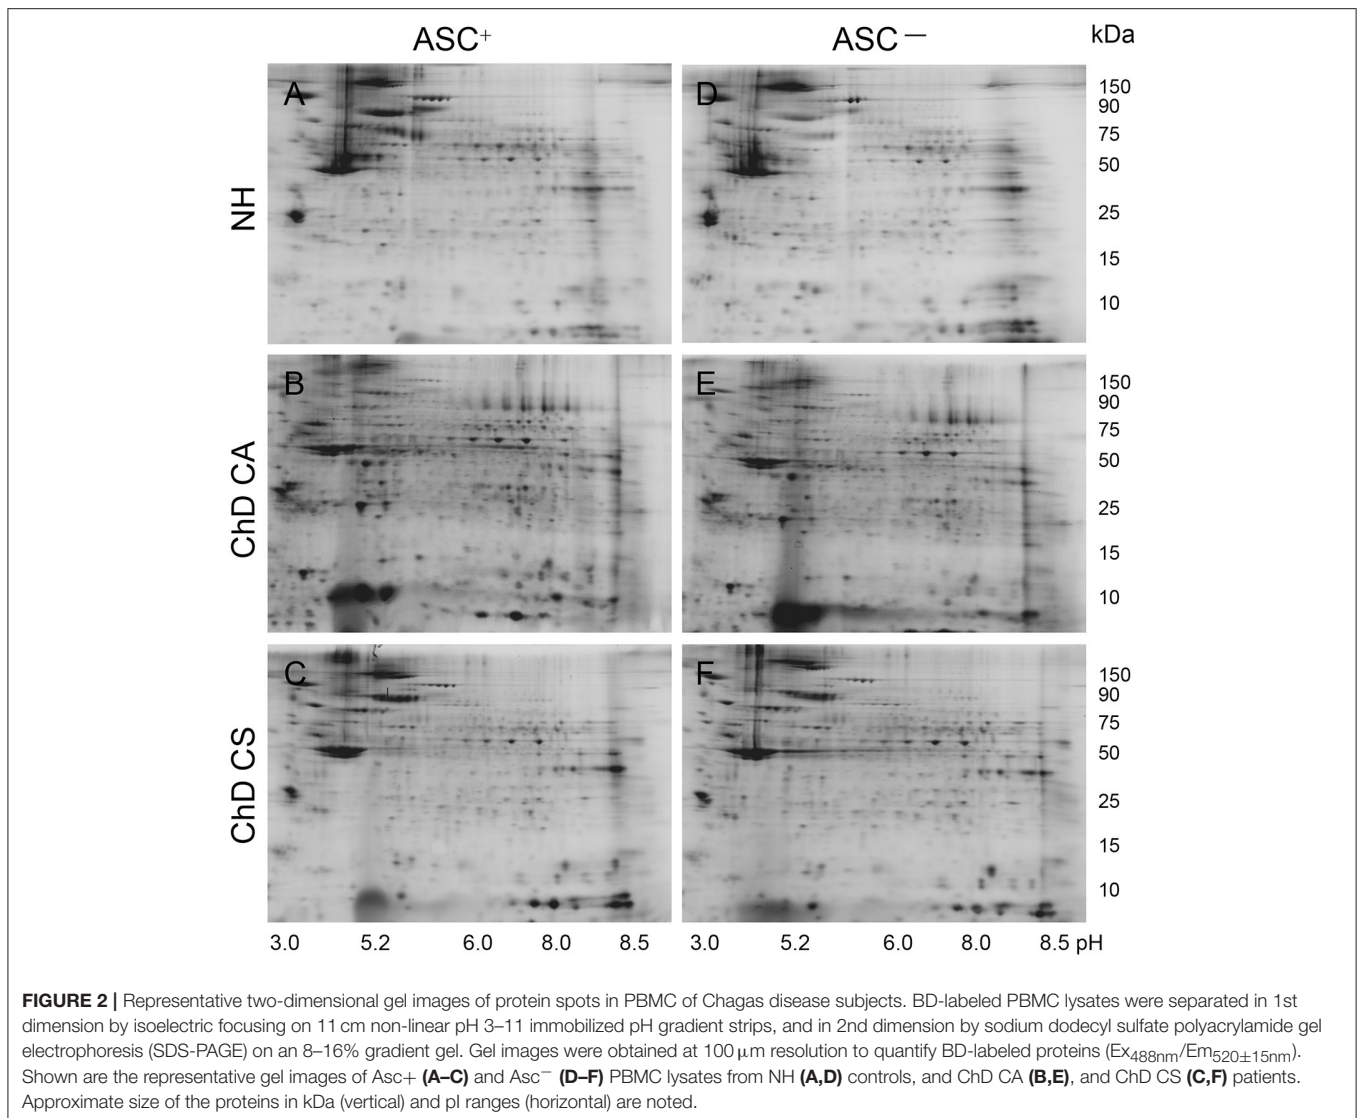 ASC+ ASC— kDa
A D 150
90
75
NH 50
25
15
10
B E 150
90
75
ChD CA 50
25
15
10
C F 150
90
75
ChD CS 50
25
15
10
3.0 5.2 6.0 8.0 8.5 3.0 5.2 6.0 8.0 8.5 pH
FIGURE 2 | Representative two-dimensional gel images of protein spots in PBMC of Chagas disease subjects. BD-labeled PBMC lysates were separated in 1st
dimension by isoelectric focusing on 11 cm non-linear pH 3–11 immobilized pH gradient strips, and in 2nd dimension by sodium dodecyl sulfate polyacrylamide gel
electrophoresis (SDS-PAGE) on an 8–16% gradient gel. Gel images were obtained at 100 μm resolution to quantify BD-labeled proteins (Ex488nm/Em520±15nm).
Shown are the representative gel images of Asc+ (A–C) and Asc− (D–F) PBMC lysates from NH (A,D) controls, and ChD CA (B,E), and ChD CS (C,F) patients.
Approximate size of the proteins in kDa (vertical) and pI ranges (horizontal) are noted.